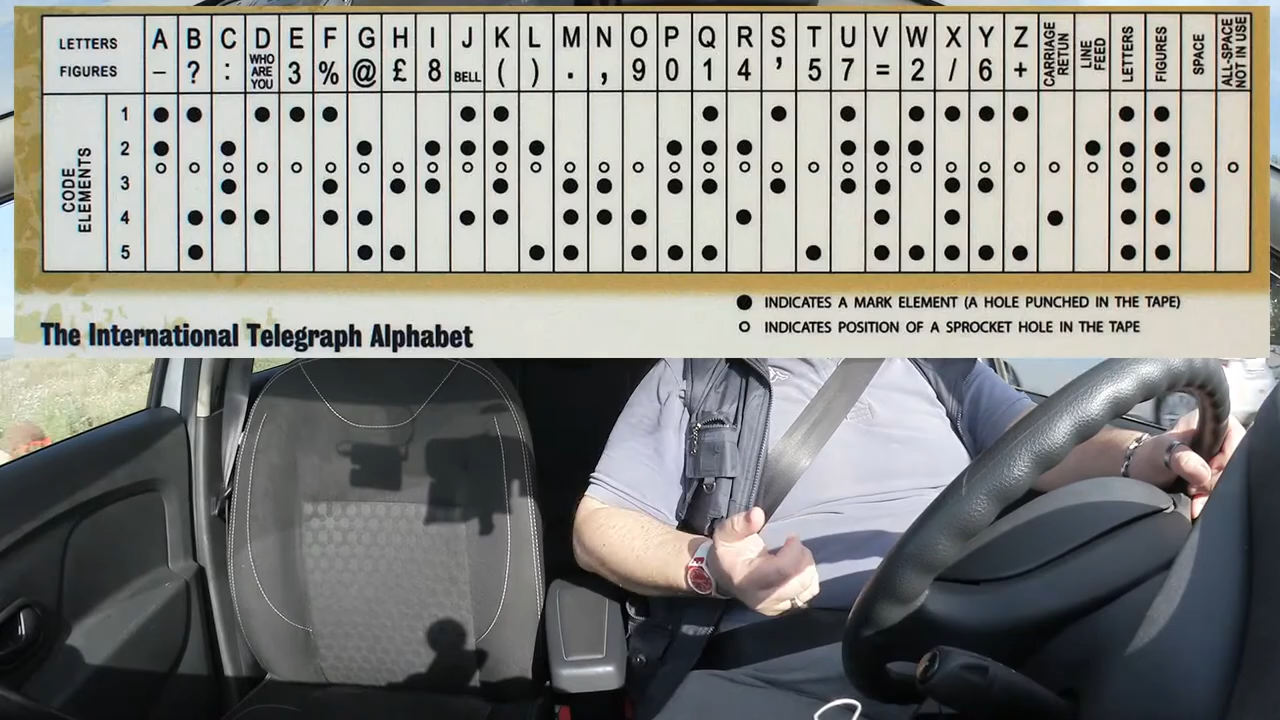 LETTERS A B C D E F G H I J K L M N O P Q R S T U V W X Y Z CARRIAGE RETUN LINE FEED LETTERS FIGURES SPACE ALL-SPACE NOT IN USE
FIGURES – ? : WHO ARE YOU 3 % @ £ 8 BELL ( ) . , 9 0 1 4 ' 5 7 = 2 / 6 +
CODE ELEMENTS
1
2
3
4
5
INDICATES A MARK ELEMENT (A HOLE PUNCHED IN THE TAPE)
INDICATES POSITION OF A SPROCKET HOLE IN THE TAPE
The International Telegraph Alphabet